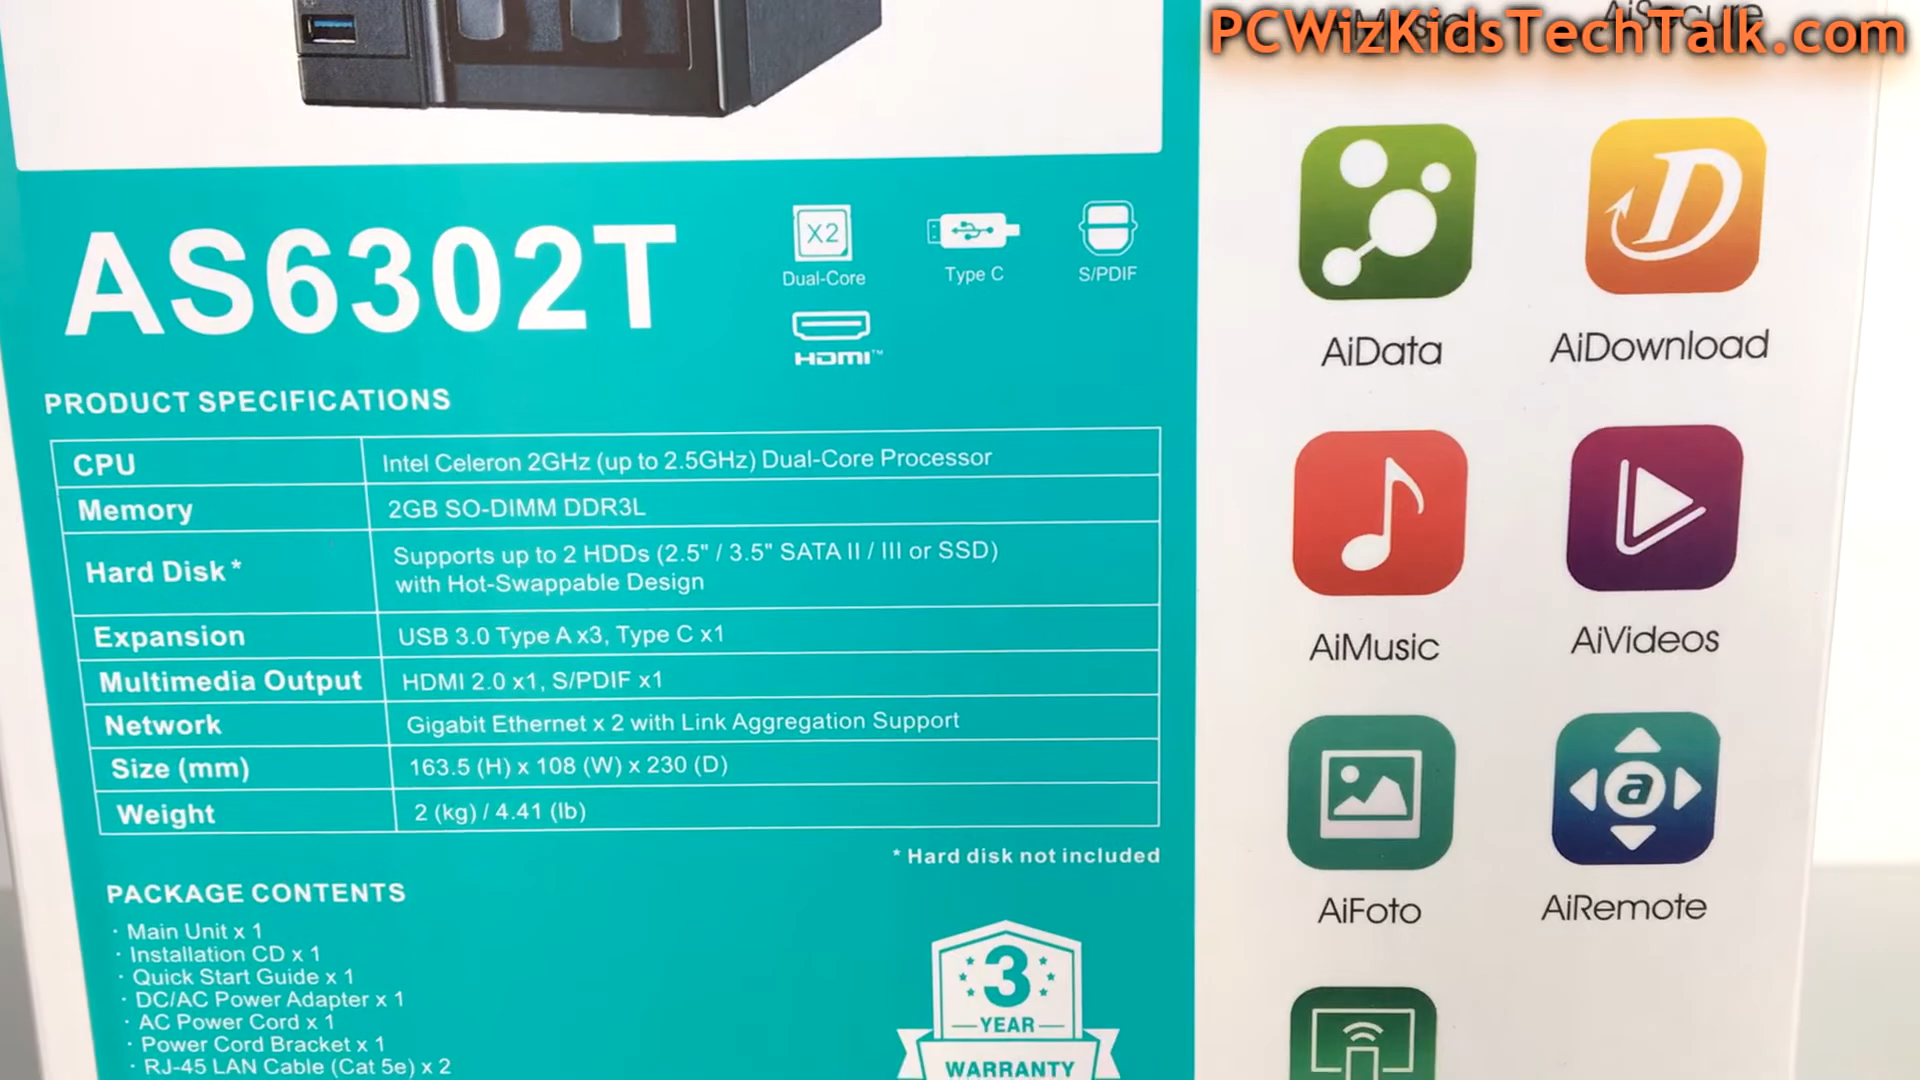 PCWizKidsTechTalk.com
AiSecure
AS6302T
X2
Dual-Core
Type C
S/PDIF
HDMI™
PRODUCT SPECIFICATIONS
CPU Intel Celeron 2GHz (up to 2.5GHz) Dual-Core Processor
Memory 2GB SO-DIMM DDR3L
Hard Disk* Supports up to 2 HDDs (2.5" / 3.5" SATA II / III or SSD)
with Hot-Swappable Design
Expansion USB 3.0 Type A x3, Type C x1
Multimedia Output HDMI 2.0 x1, S/PDIF x1
Network Gigabit Ethernet x 2 with Link Aggregation Support
Size (mm) 163.5 (H) x 108 (W) x 230 (D)
Weight 2 (kg) / 4.41 (lb)
* Hard disk not included
PACKAGE CONTENTS
· Main Unit x 1
· Installation CD x 1
· Quick Start Guide x 1
· DC/AC Power Adapter x 1
· AC Power Cord x 1
· Power Cord Bracket x 1
· RJ-45 LAN Cable (Cat 5e) x 2
3
YEAR
WARRANTY
D
AiData
AiDownload
AiMusic
AiVideos
a
AiFoto
AiRemote